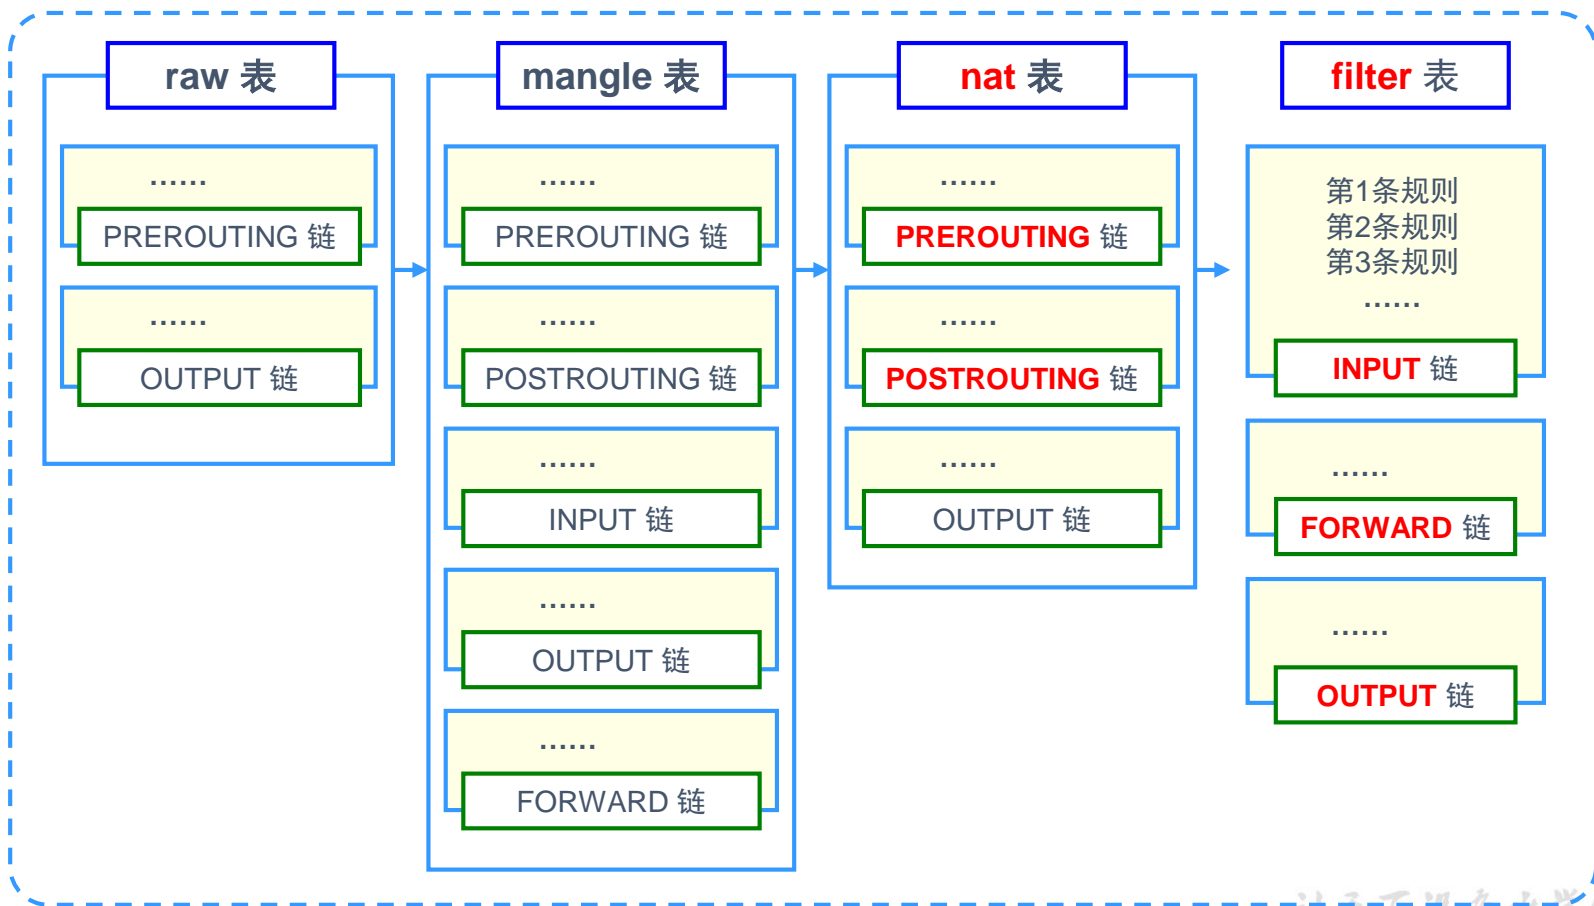 raw 表
……
PREROUTING 链
……
OUTPUT 链
mangle 表
……
PREROUTING 链
……
POSTROUTING 链
……
INPUT 链
……
OUTPUT 链
……
FORWARD 链
nat 表
……
PREROUTING 链
……
POSTROUTING 链
……
OUTPUT 链
filter 表
第1条规则
第2条规则
第3条规则
……
INPUT 链
……
FORWARD 链
……
OUTPUT 链